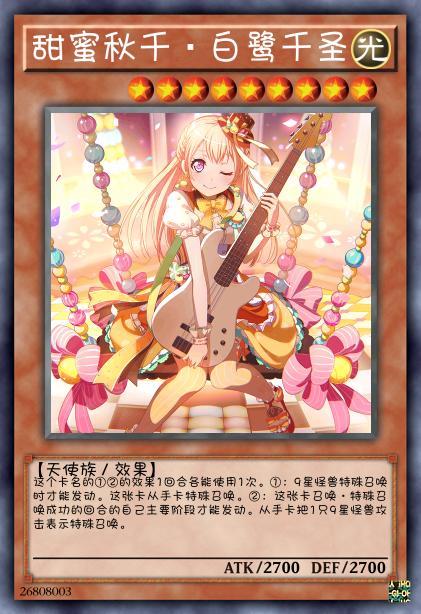 甜蜜秋千·白鹭千圣 光
【天使族／效果】
这个卡名的①②的效果1回合各能使用1次。①：9星怪兽特殊召唤
时才能发动。这张卡从手卡特殊召唤。②：这张卡召唤·特殊召
唤成功的回合的自己主要阶段才能发动。从手卡把1只9星怪兽攻
击表示特殊召唤。
ATK/2700 DEF/2700
26808003